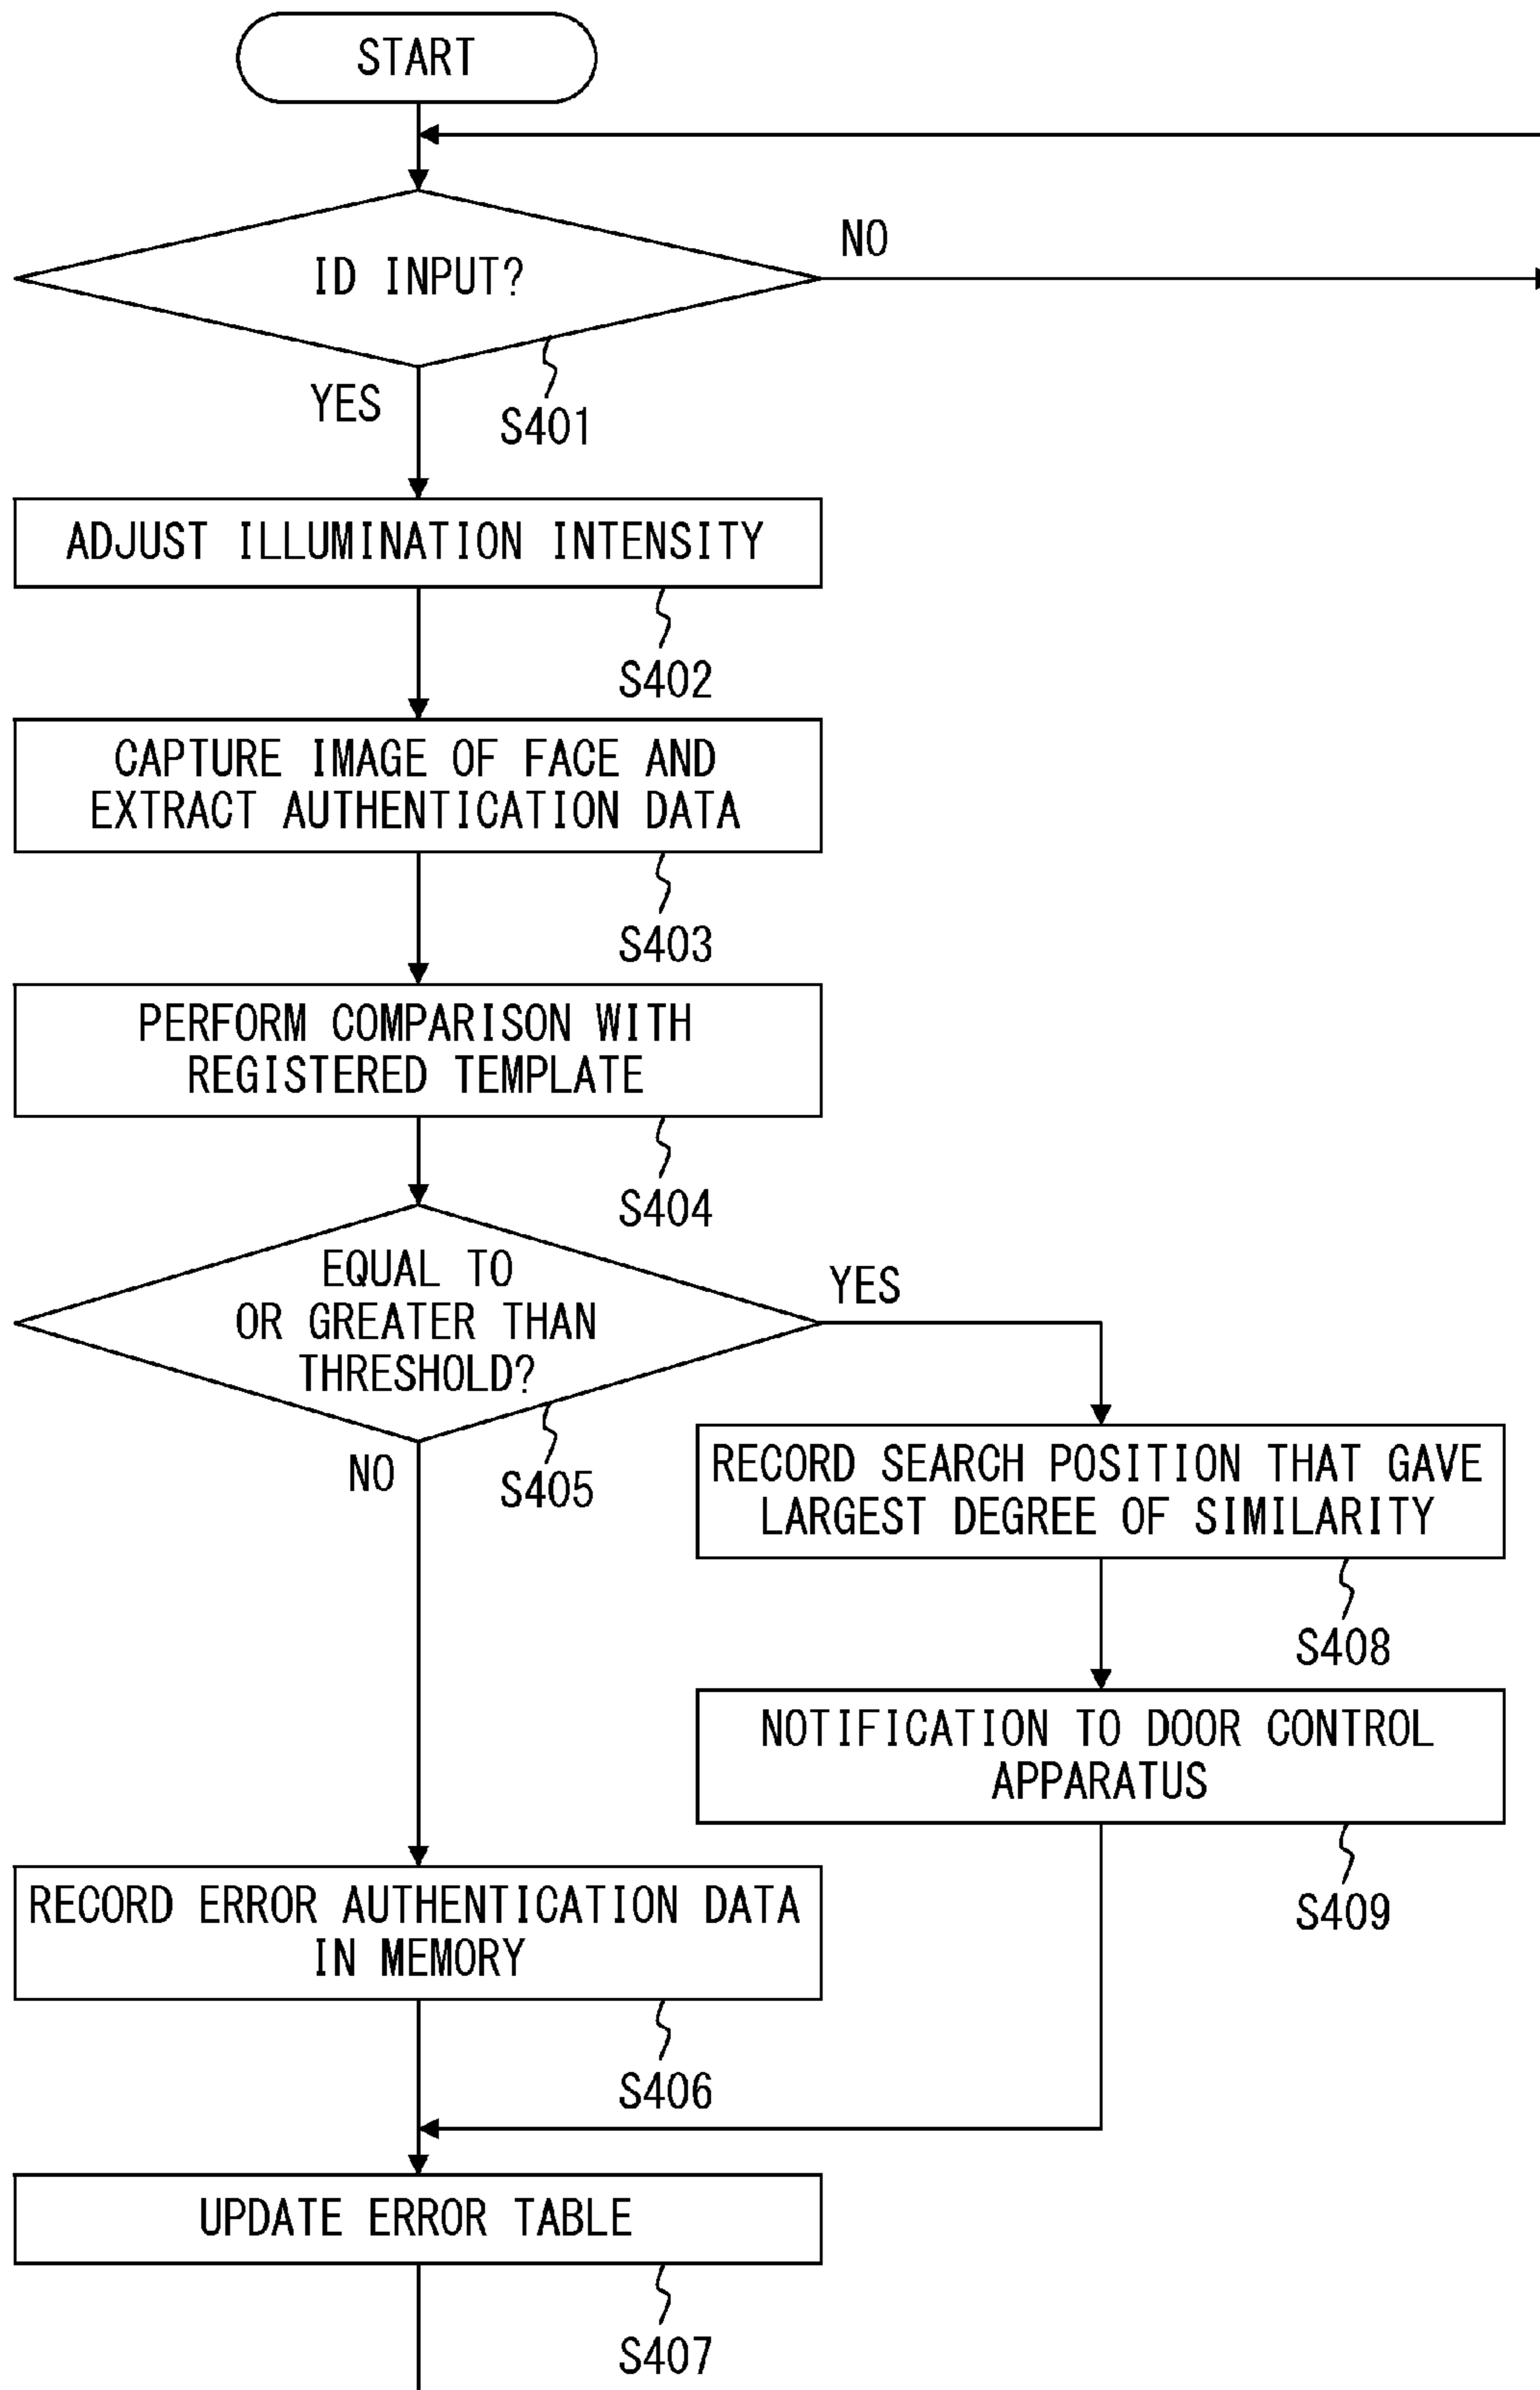 START
ID INPUT?
NO
YES
S401
ADJUST ILLUMINATION INTENSITY
S402
CAPTURE IMAGE OF FACE AND
EXTRACT AUTHENTICATION DATA
S403
PERFORM COMPARISON WITH
REGISTERED TEMPLATE
S404
EQUAL TO
OR GREATER THAN
THRESHOLD?
YES
NO
S405
RECORD SEARCH POSITION THAT GAVE
LARGEST DEGREE OF SIMILARITY
S408
NOTIFICATION TO DOOR CONTROL
APPARATUS
S409
RECORD ERROR AUTHENTICATION DATA
IN MEMORY
S406
UPDATE ERROR TABLE
S407